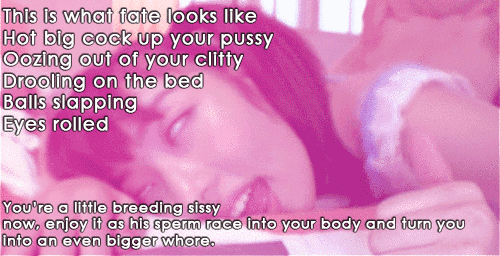 This is what fate looks like
Hot big cock up your pussy
Oozing out of your clitty
Drooling on the bed
Balls slapping
Eyes rolled
You're a little breeding sissy
now, enjoy it as his sperm race into your body and turn you
into an even bigger whore.